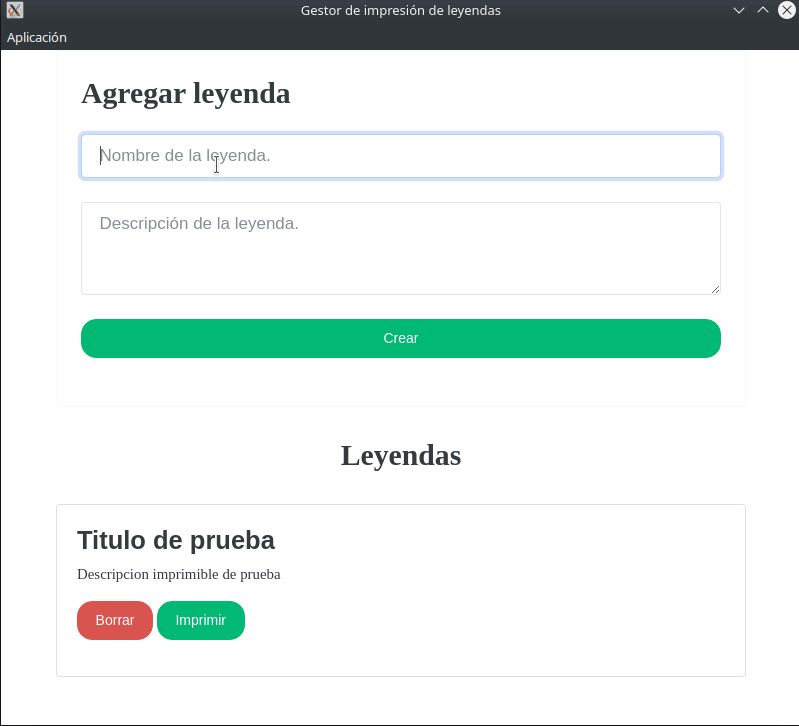 Gestor de impresión de leyendas
Aplicación
Agregar leyenda
Nombre de la leyenda.
Descripción de la leyenda.
Crear
Leyendas
Titulo de prueba
Descripcion imprimible de prueba
Borrar Imprimir